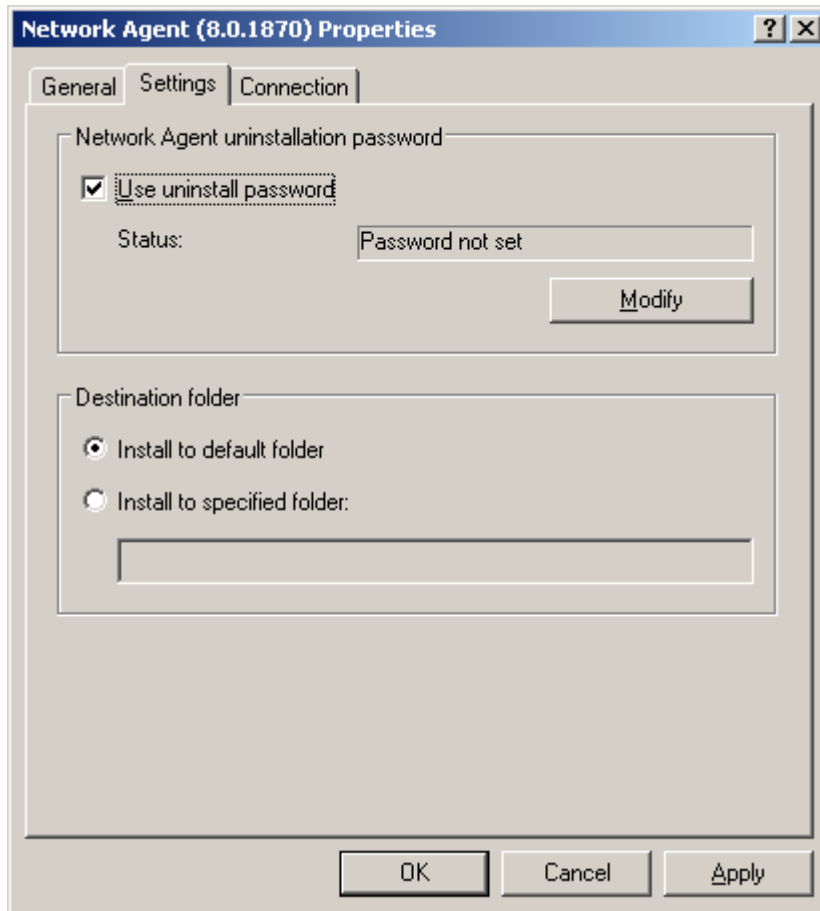 Network Agent (8.0.1870) Properties
General Settings Connection
Network Agent uninstallation password
Use uninstall password
Status: Password not set
Modify
Destination folder
Install to default folder
Install to specified folder:
OK Cancel Apply